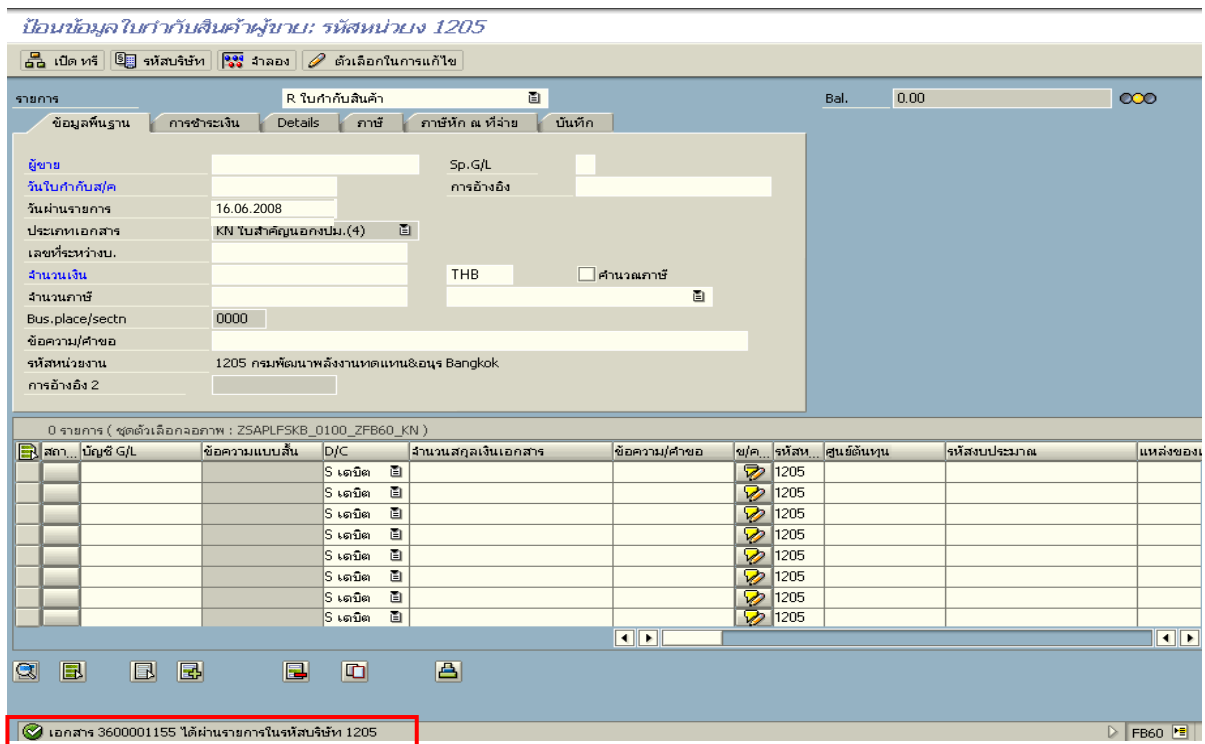 ป้อนข้อมูลใบกำกับสินค้าผู้ขาย: รหัสหน่วยง 1205
เปิด ทรี รหัสบริษัท จำลอง ตัวเลือกในการแก้ไข
รายการ R ใบกำกับสินค้า Bal. 0.00
ข้อมูลพื้นฐาน การชำระเงิน Details ภาษี ภาษีหัก ณ ที่จ่าย บันทึก
ผู้ขาย Sp.G/L
วันใบกำกับส/ค การอ้างอิง
วันผ่านรายการ 16.06.2008
ประเภทเอกสาร KN ใบสำคัญนอกงปม.(4)
เลขที่ระหว่างบ.
จำนวนเงิน THB คำนวณภาษี
จำนวนภาษี
Bus.place/sectn 0000
ข้อความ/คำขอ
รหัสหน่วยงาน 1205 กรมพัฒนาพลังงานทดแทน&อนุร Bangkok
การอ้างอิง 2
0 รายการ ( ชุดตัวเลือกจอภาพ : ZSAPLFSKB_0100_ZFB60_KN )
สถา... บัญชี G/L ข้อความแบบสั้น D/C จำนวนสกุลเงินเอกสาร ข้อความ/คำขอ ข/ค... รหัสห... ศูนย์ต้นทุน รหัสงบประมาณ แหล่งของเ
S เดบิต 1205
S เดบิต 1205
S เดบิต 1205
S เดบิต 1205
S เดบิต 1205
S เดบิต 1205
S เดบิต 1205
S เดบิต 1205
เอกสาร 3600001155 ได้ผ่านรายการในรหัสบริษัท 1205 FB60